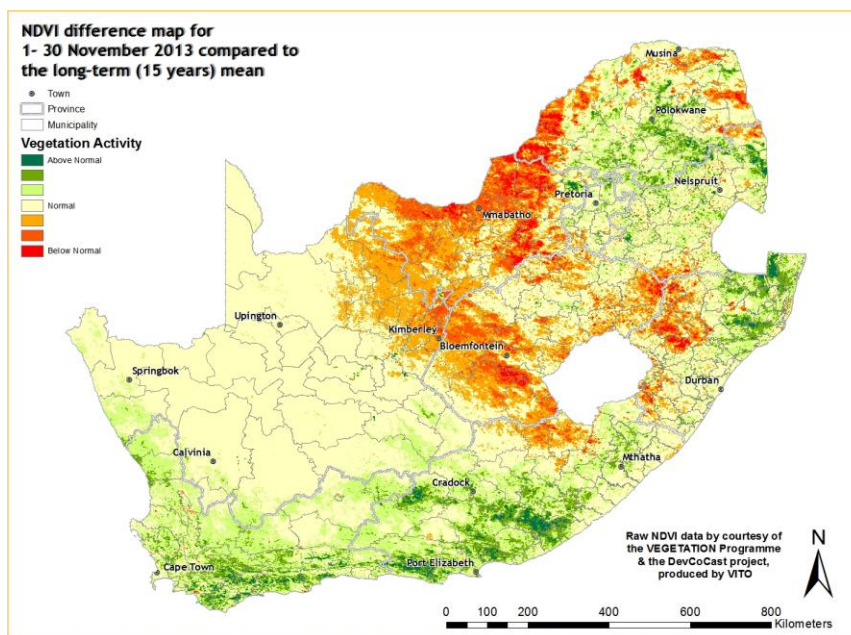 NDVI difference map for
1- 30 November 2013 compared to
the long-term (15 years) mean
Town
Province
Municipality
Vegetation Activity
Above Normal
Normal
Below Normal
Musina
Polokwane
Nelspruit
Pretoria
Mmabatho
Upington
Kimberley
Bloemfontein
Springbok
Durban
Calvinia
Mthatha
Cradock
Cape Town
Port Elizabeth
Raw NDVI data by courtesy of
the VEGETATION Programme
& the DevCoCast project,
produced by VITO
N
0 100 200 400 600 800
Kilometers